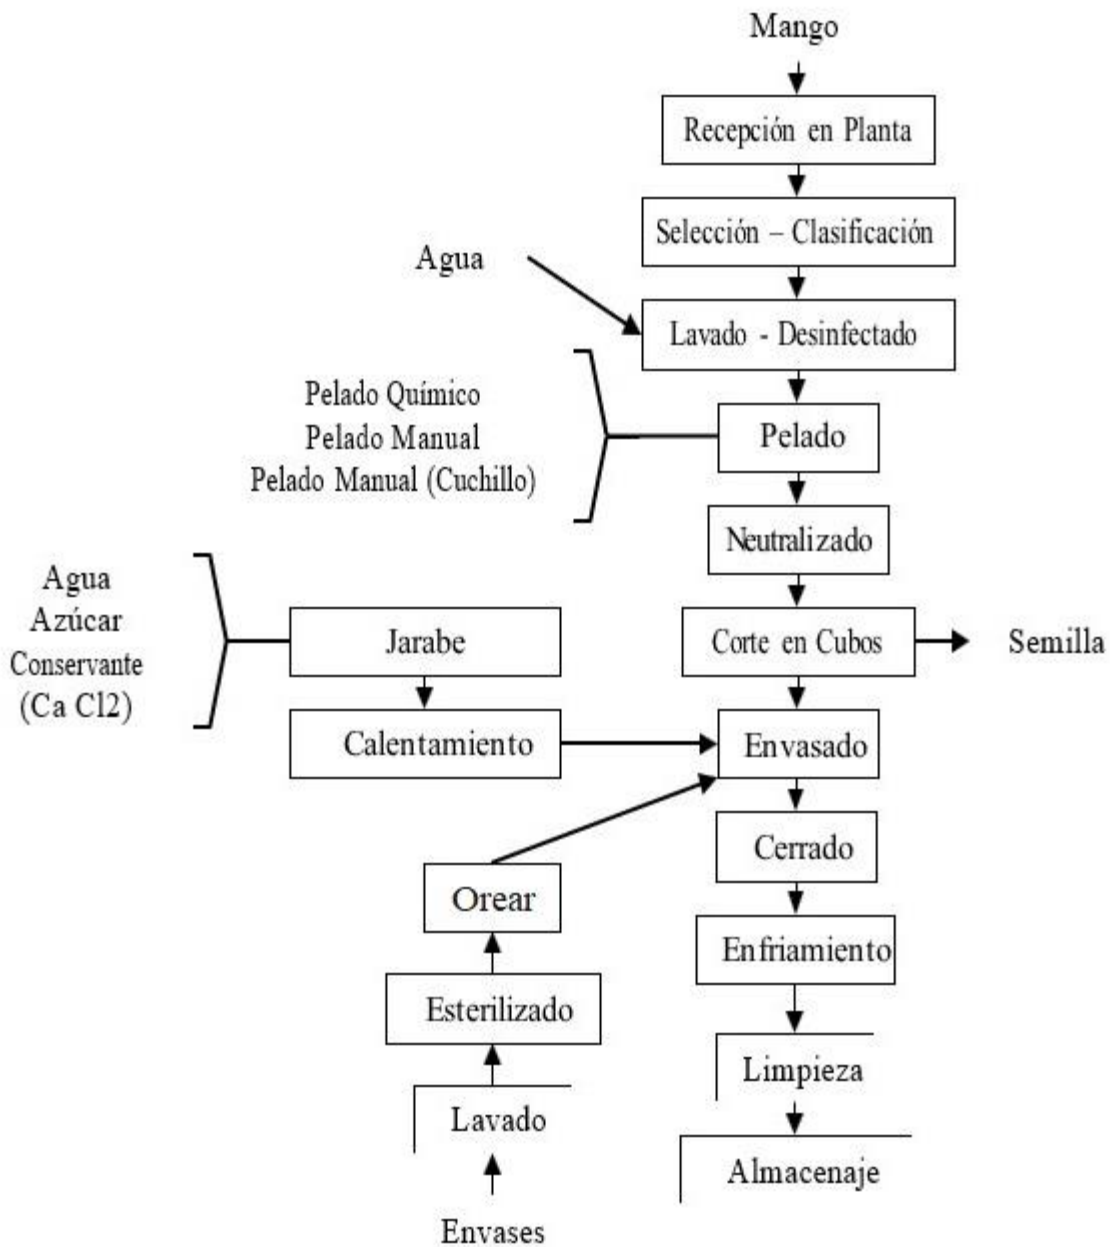 Mango
Recepción en Planta
Selección – Clasificación
Agua
Lavado - Desinfectado
Pelado Químico
Pelado Manual
Pelado Manual (Cuchillo)
Pelado
Neutralizado
Agua
Azúcar
Conservante
(Ca Cl2)
Jarabe
Corte en Cubos
Semilla
Calentamiento
Envasado
Cerrado
Orear
Enfriamiento
Esterilizado
Limpieza
Lavado
Almacenaje
Envases